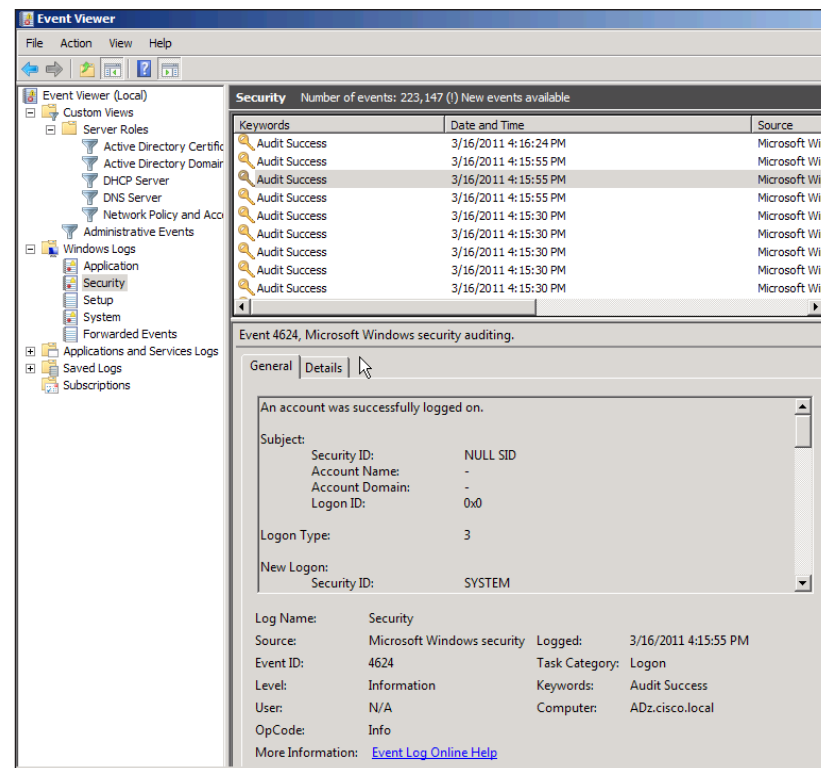 Event Viewer
File Action View Help
Event Viewer (Local)
Custom Views
Server Roles
Active Directory Certific
Active Directory Domair
DHCP Server
DNS Server
Network Policy and Acce
Administrative Events
Windows Logs
Application
Security
Setup
System
Forwarded Events
Applications and Services Logs
Saved Logs
Subscriptions
Security Number of events: 223,147 (!) New events available
Keywords Date and Time Source
Audit Success 3/16/2011 4:16:24 PM Microsoft Wi
Audit Success 3/16/2011 4:15:55 PM Microsoft Wi
Audit Success 3/16/2011 4:15:55 PM Microsoft Wi
Audit Success 3/16/2011 4:15:55 PM Microsoft Wi
Audit Success 3/16/2011 4:15:30 PM Microsoft Wi
Audit Success 3/16/2011 4:15:30 PM Microsoft Wi
Audit Success 3/16/2011 4:15:30 PM Microsoft Wi
Audit Success 3/16/2011 4:15:30 PM Microsoft Wi
Audit Success 3/16/2011 4:15:30 PM Microsoft Wi
Event 4624, Microsoft Windows security auditing.
General Details
An account was successfully logged on.
Subject:
Security ID: NULL SID
Account Name: -
Account Domain: -
Logon ID: 0x0
Logon Type: 3
New Logon:
Security ID: SYSTEM
Log Name: Security
Source: Microsoft Windows security Logged: 3/16/2011 4:15:55 PM
Event ID: 4624 Task Category: Logon
Level: Information Keywords: Audit Success
User: N/A Computer: ADz.cisco.local
OpCode: Info
More Information: Event Log Online Help